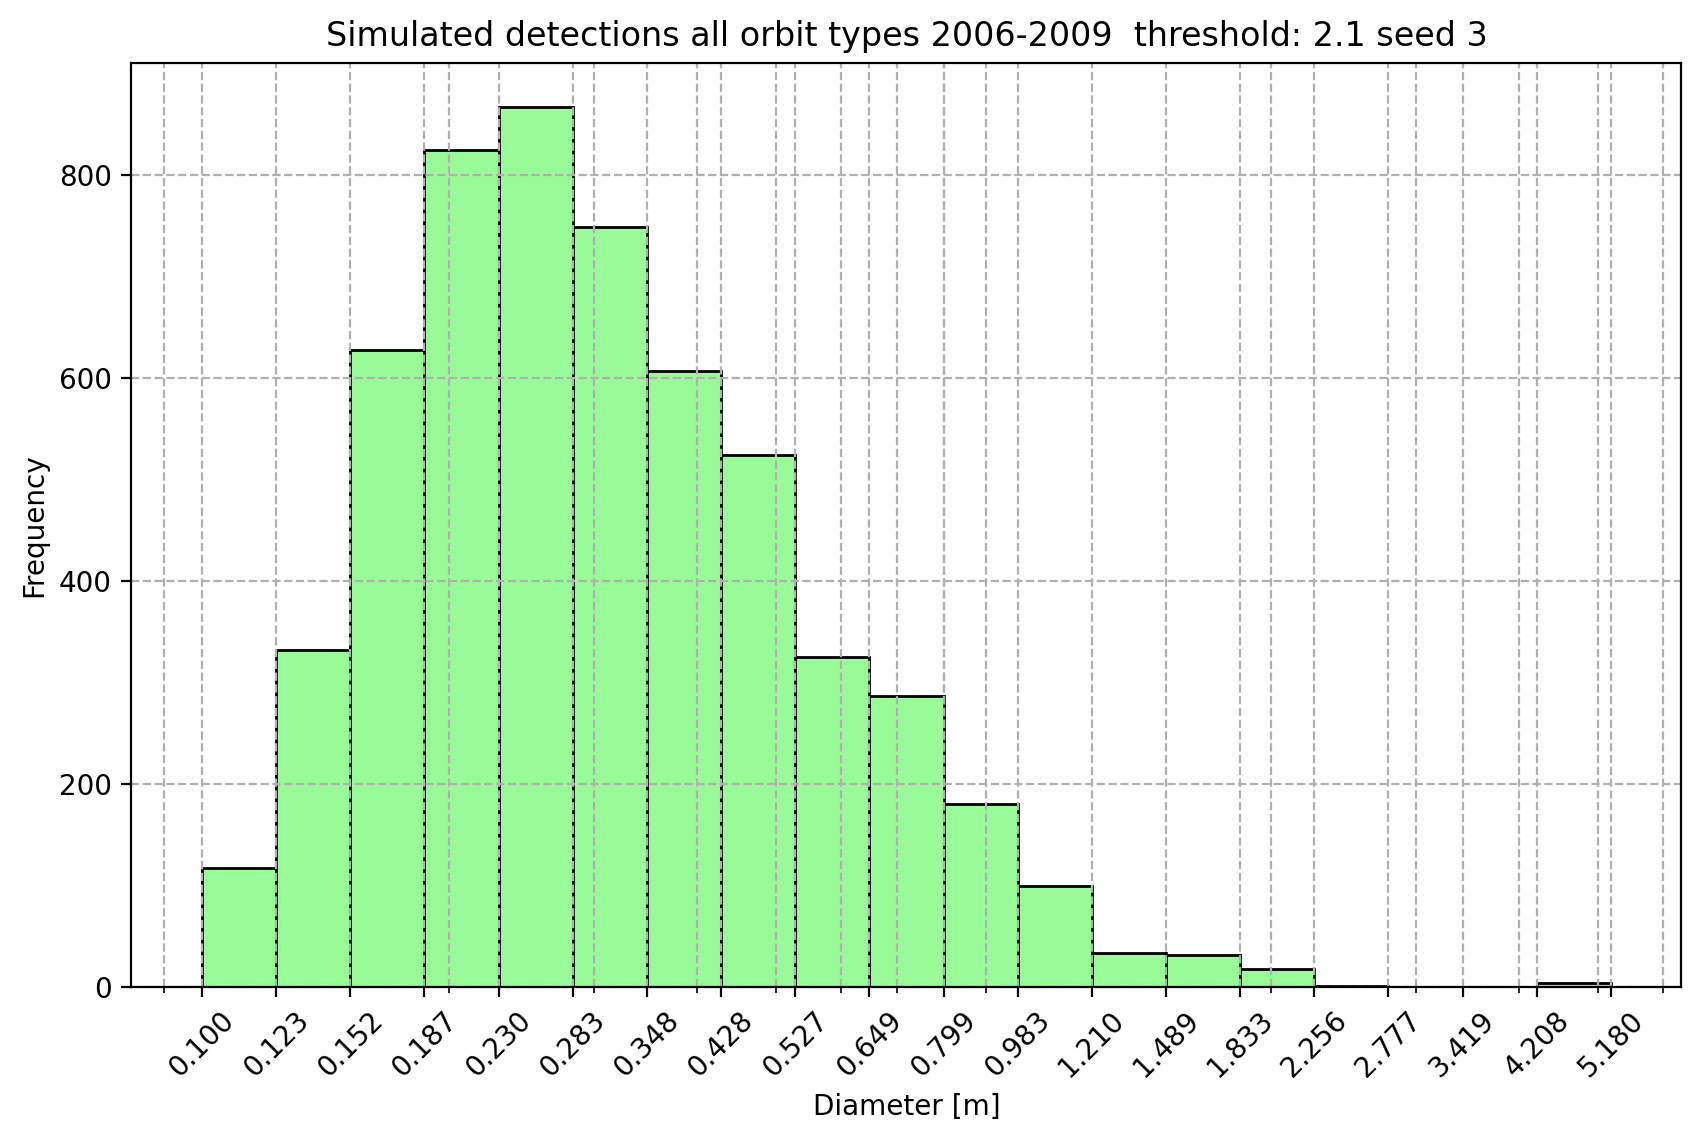 Simulated detections all orbit types 2006-2009  threshold: 2.1 seed 3
Frequency
800
600
400
200
0
0.100 0.123 0.152 0.187 0.230 0.283 0.348 0.428 0.527 0.649 0.799 0.983 1.210 1.489 1.833 2.256 2.777 3.419 4.208 5.180
Diameter [m]